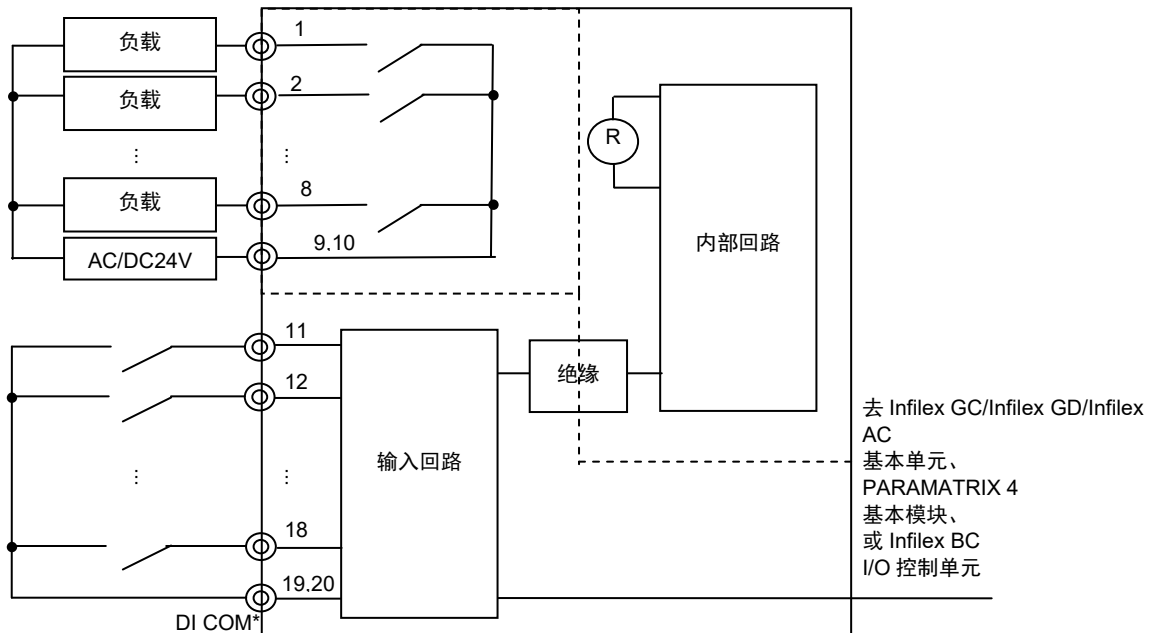 负载
1
负载
2
⋮
⋮
负载
8
AC/DC24V
9,10
R
内部回路
11
12
⋮
⋮
18
19,20
DI COM*
输入回路
绝缘
去 Infilex GC/Infilex GD/Infilex
AC
基本单元、
PARAMATRIX 4
基本模块、
或 Infilex BC
I/O 控制单元